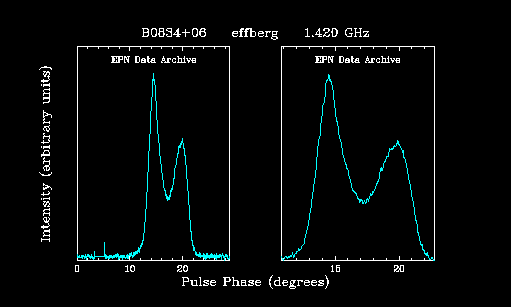 B0834+06 effberg 1.420 GHz
EPN Data Archive
EPN Data Archive
Intensity (arbitrary units)
0 10 20
15 20
Pulse Phase (degrees)